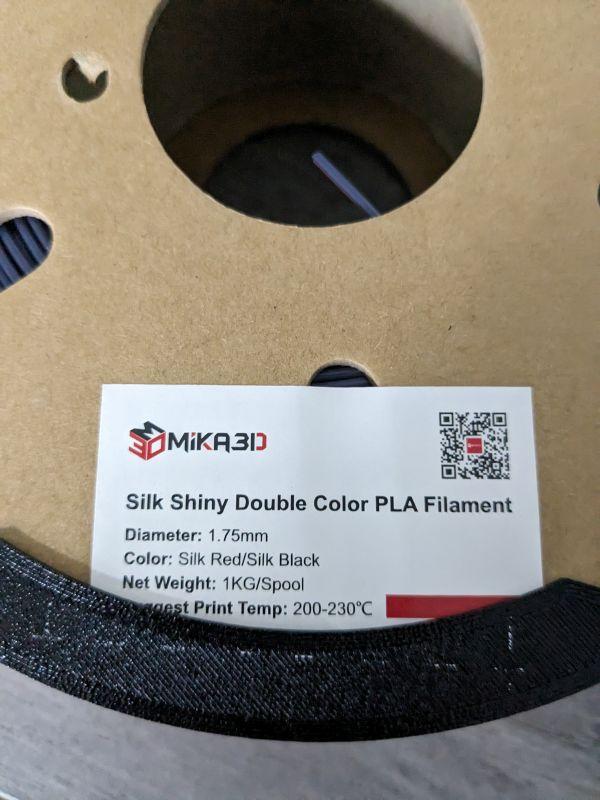 3D MiKA3D
Silk Shiny Double Color PLA Filament
Diameter: 1.75mm
Color: Silk Red/Silk Black
Net Weight: 1KG/Spool
Print Temp: 200-230℃